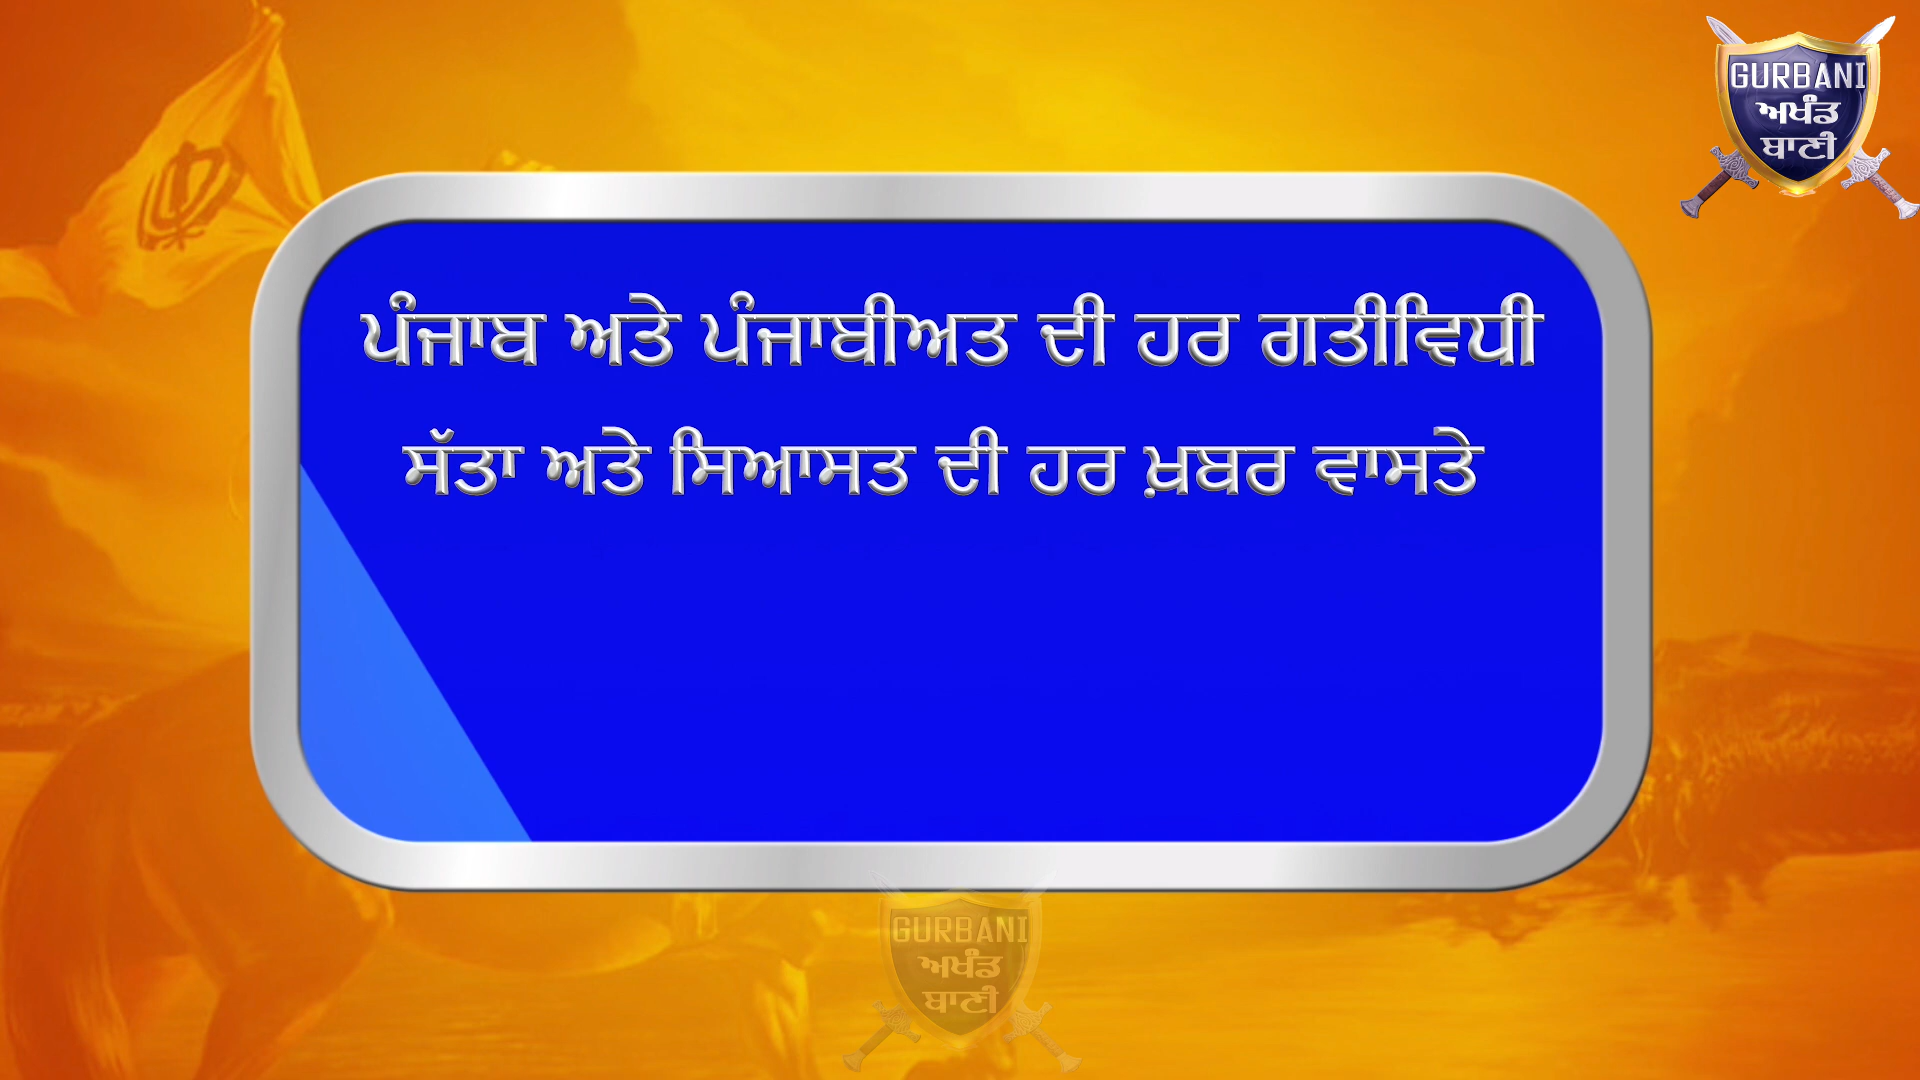 GURBANI
ਅਖੰਡ
ਬਾਣੀ
ਪੰਜਾਬ ਅਤੇ ਪੰਜਾਬੀਅਤ ਦੀ ਹਰ ਗਤੀਵਿਧੀ
ਸੱਤਾ ਅਤੇ ਸਿਆਸਤ ਦੀ ਹਰ ਖ਼ਬਰ ਵਾਸਤੇ
GURBANI
ਅਖੰਡ
ਬਾਣੀ